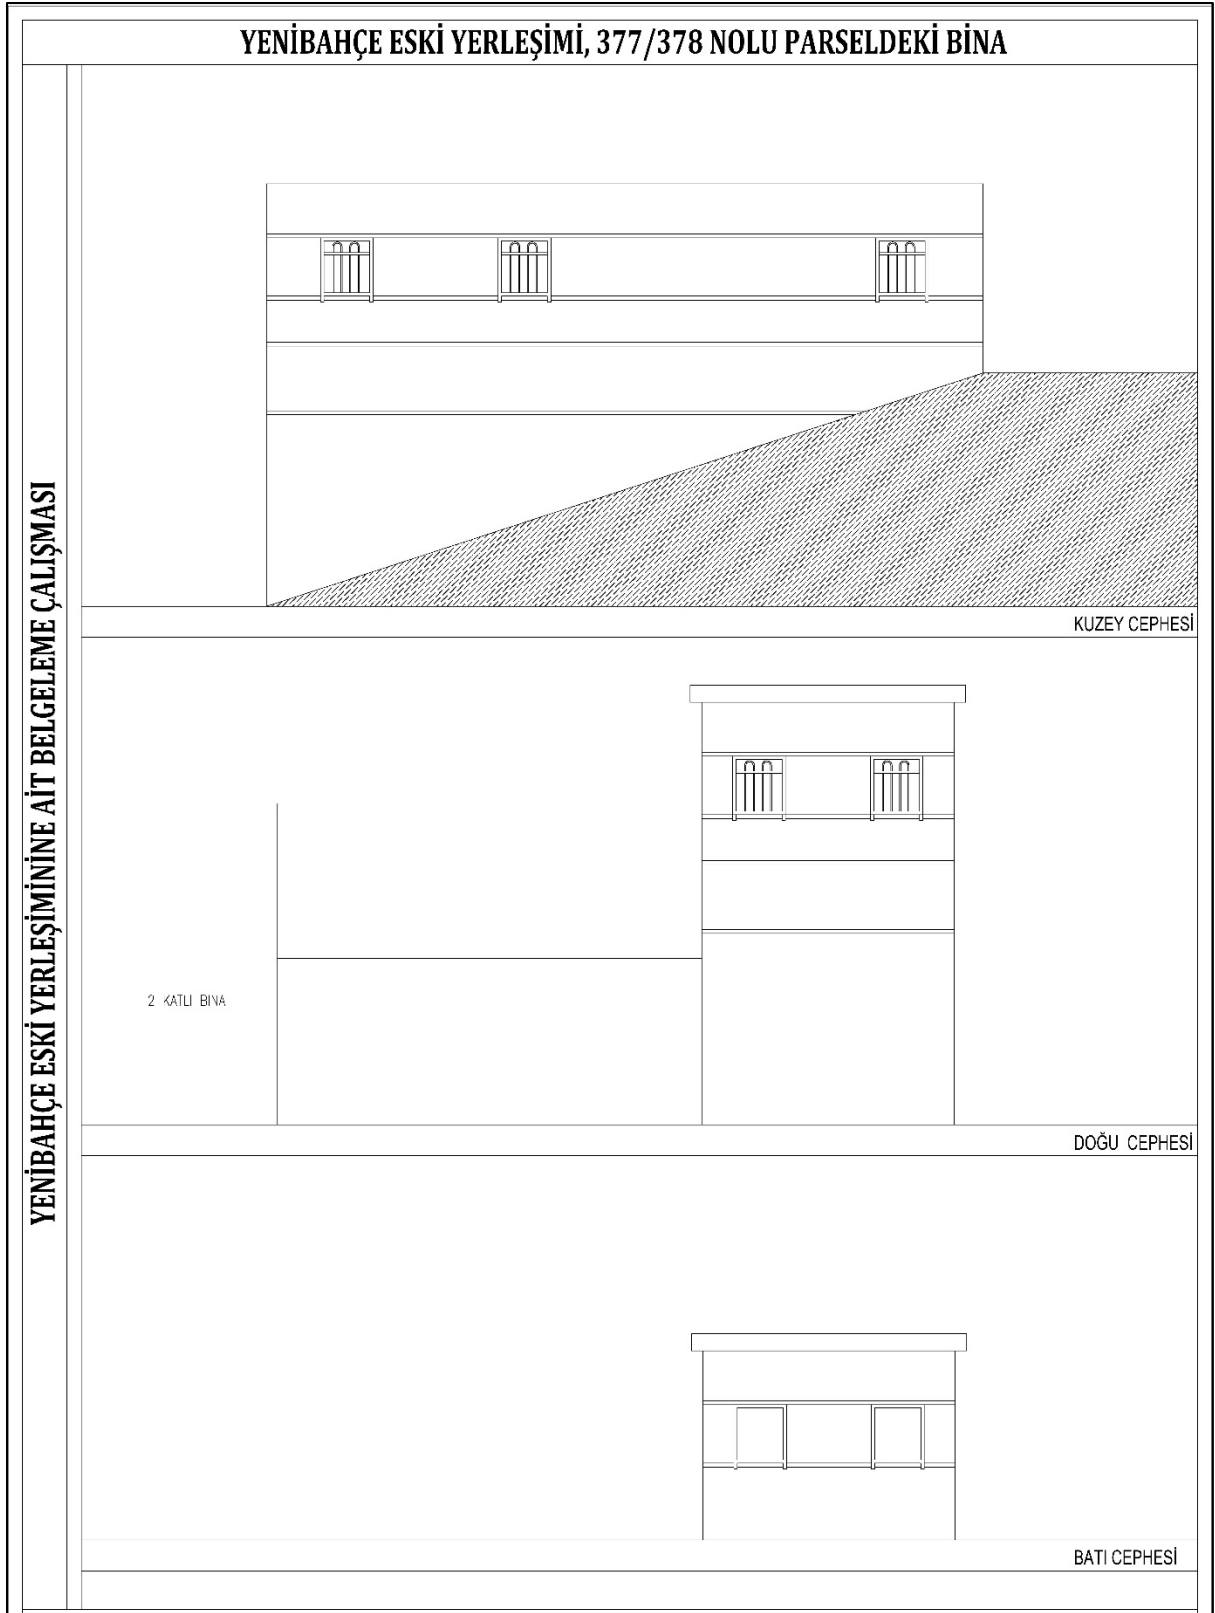 YENİBAHÇE ESKİ YERLEŞİMİ, 377/378 NOLU PARSELDEKİ BİNA
YENİBAHÇE ESKİ YERLEŞİMİNİNE AİT BELGELEME ÇALIŞMASI
KUZEY CEPHESİ
2 KATLI BINA
DOĞU CEPHESİ
BATI CEPHESİ